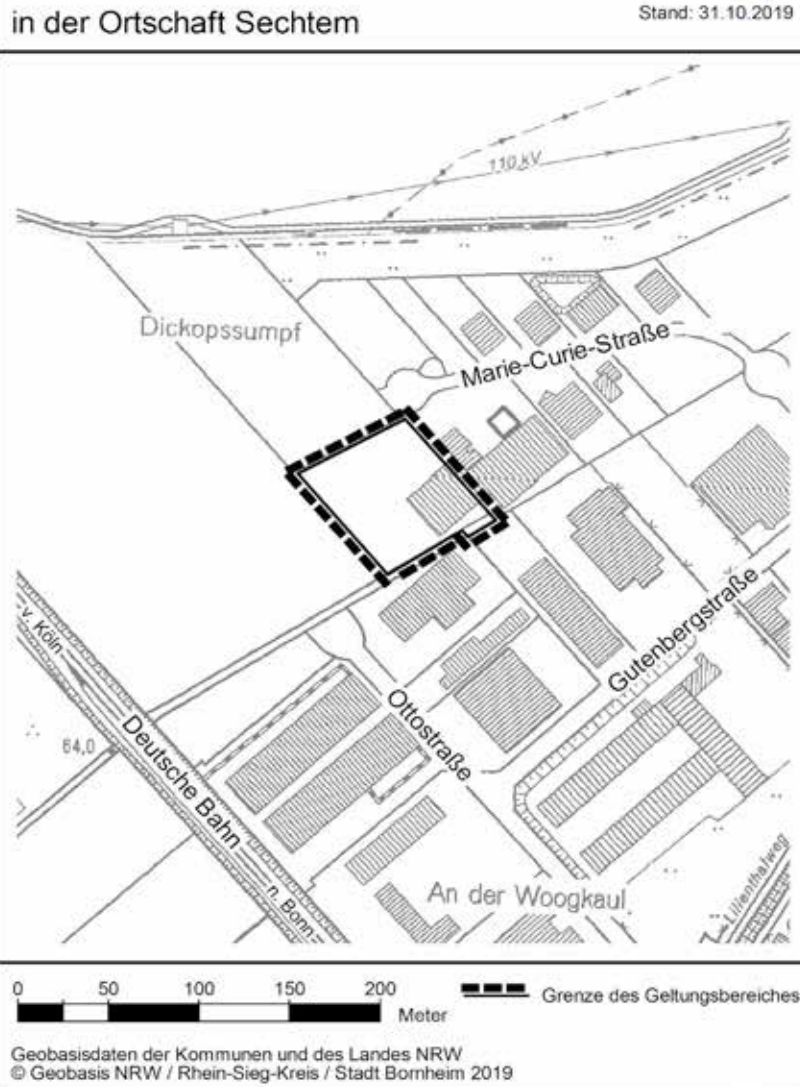 in der Ortschaft Sechtem
Stand: 31.10.2019
110 kV
Dickopssumpf
Marie-Curie-Straße
Gutenbergstraße
v. Köln
Ottostraße
64,0
Deutsche Bahn
n. Bonn
An der Woogkaul
Lilienthalweg
0 50 100 150 200
Meter
Grenze des Geltungsbereiches
Geobasisdaten der Kommunen und des Landes NRW
© Geobasis NRW / Rhein-Sieg-Kreis / Stadt Bornheim 2019